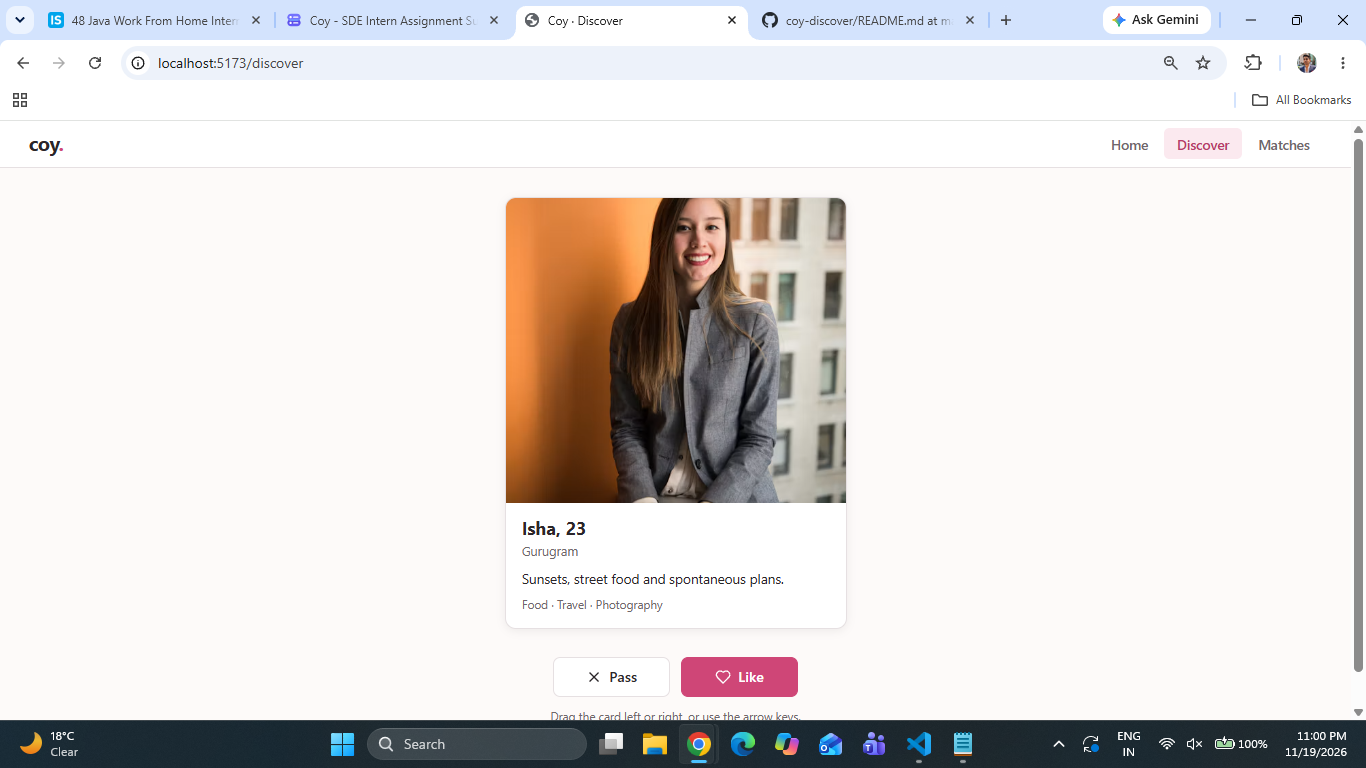 48 Java Work From Home Intern
Coy - SDE Intern Assignment Su
Coy · Discover
coy-discover/README.md at m
Ask Gemini
localhost:5173/discover
All Bookmarks
coy.
Home
Discover
Matches
Isha, 23
Gurugram
Sunsets, street food and spontaneous plans.
Food · Travel · Photography
Pass
Like
Drag the card left or right, or use the arrow keys.
18°C
Clear
Search
ENG
IN
100%
11:00 PM
11/19/2026